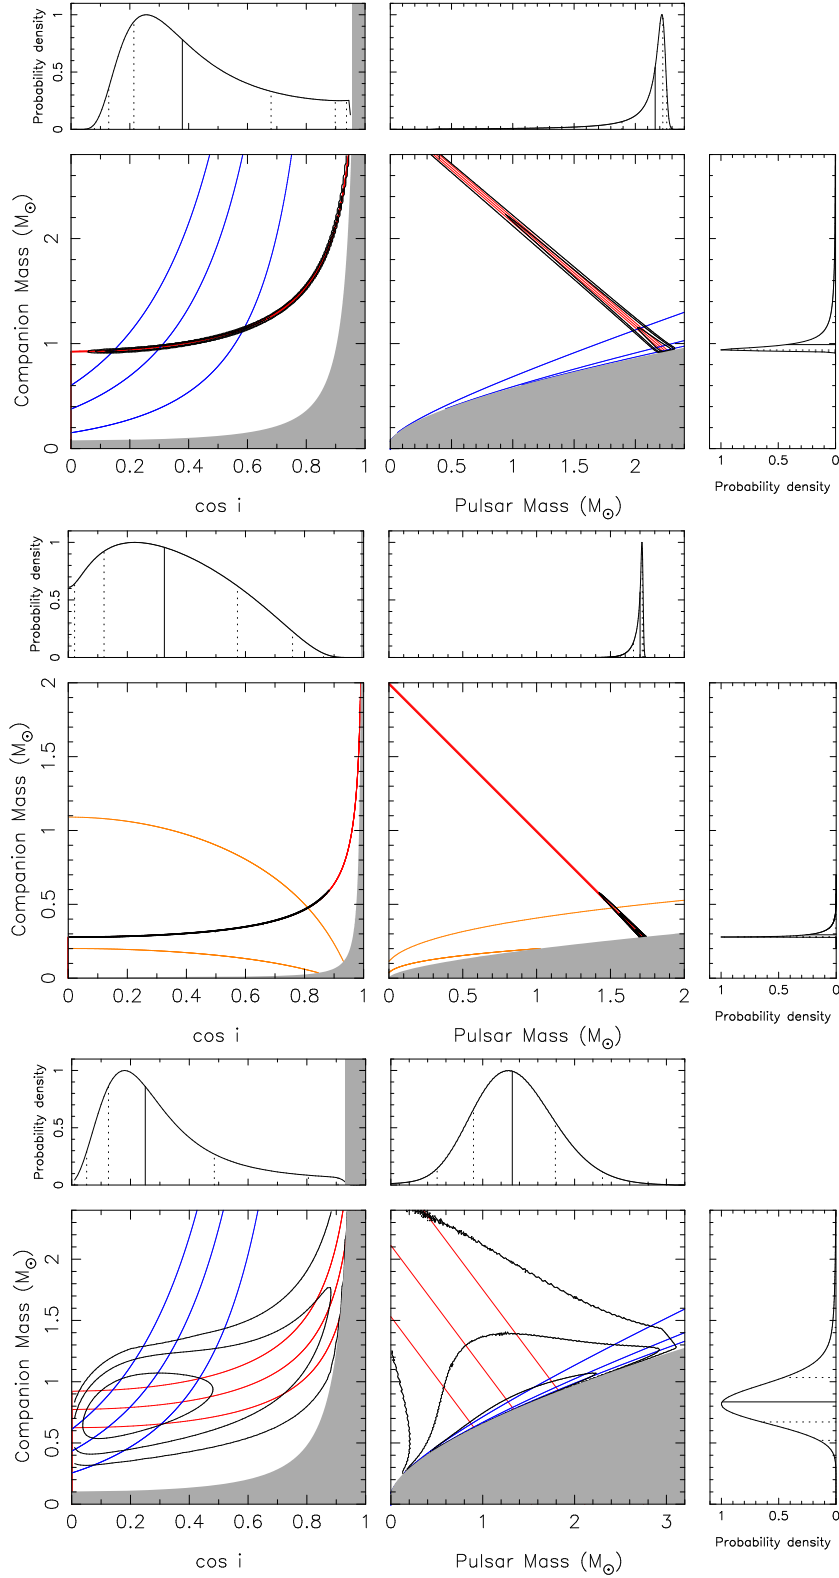 Probability density
0 0.5 1
Companion Mass (M⊙)
0 1 2
0 0.2 0.4 0.6 0.8 1
cos i
0.5 1 1.5 2
Pulsar Mass (M⊙)
1 0.5 0
Probability density
Probability density
0 0.5 1
Companion Mass (M⊙)
0 0.5 1 1.5 2
0 0.2 0.4 0.6 0.8 1
cos i
0 0.5 1 1.5 2
Pulsar Mass (M⊙)
1 0.5 0
Probability density
Probability density
0 0.5 1
Companion Mass (M⊙)
0 0.5 1 1.5 2
0 0.2 0.4 0.6 0.8 1
cos i
0 1 2 3
Pulsar Mass (M⊙)
1 0.5 0
Probability density